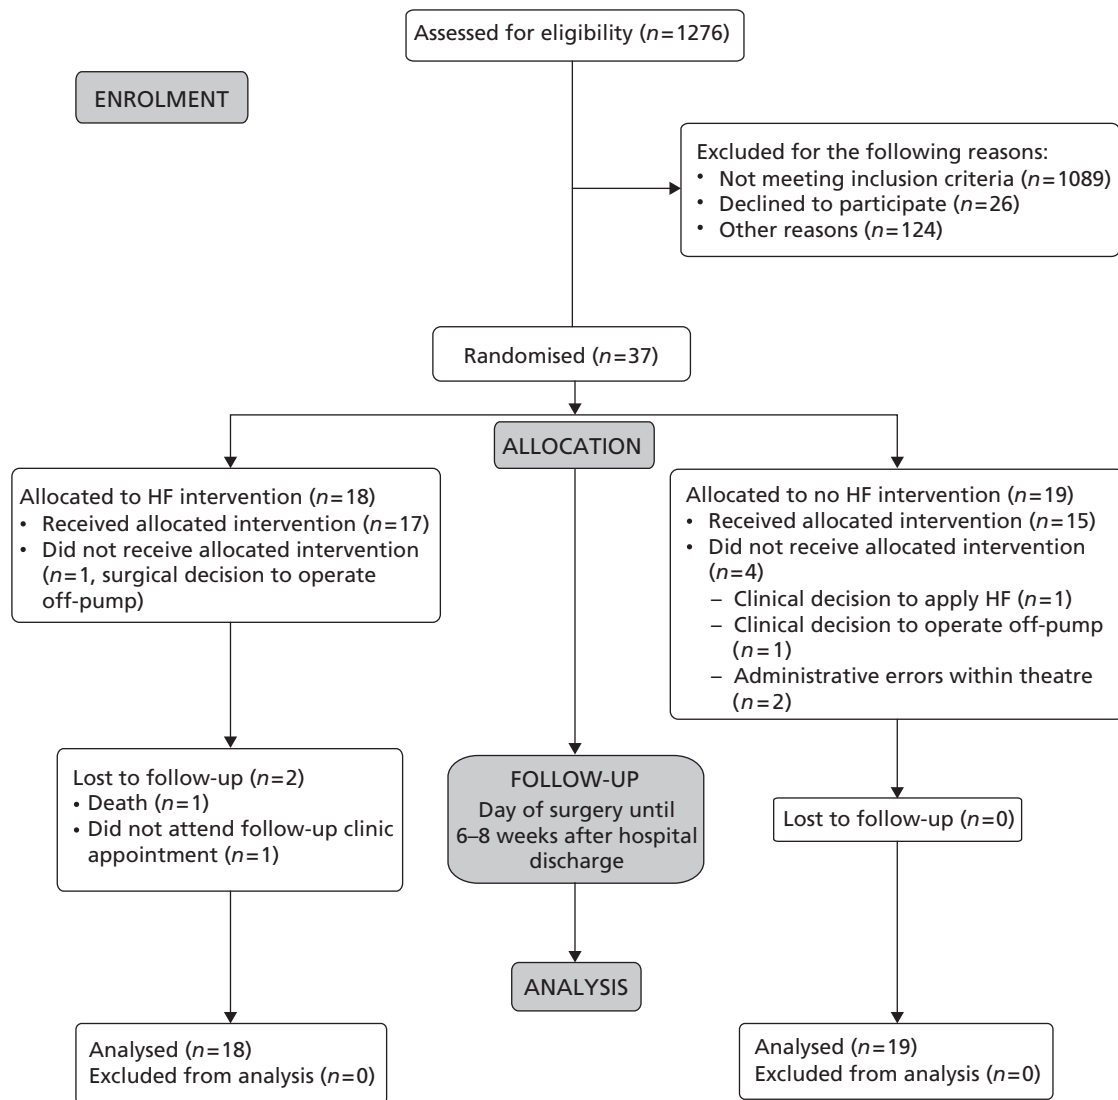 Assessed for eligibility (n=1276)
ENROLMENT
Excluded for the following reasons:
• Not meeting inclusion criteria (n=1089)
• Declined to participate (n=26)
• Other reasons (n=124)
Randomised (n=37)
ALLOCATION
Allocated to HF intervention (n=18)
• Received allocated intervention (n=17)
• Did not receive allocated intervention
(n=1, surgical decision to operate
off-pump)
Allocated to no HF intervention (n=19)
• Received allocated intervention (n=15)
• Did not receive allocated intervention
(n=4)
– Clinical decision to apply HF (n=1)
– Clinical decision to operate off-pump
(n=1)
– Administrative errors within theatre
(n=2)
Lost to follow-up (n=2)
• Death (n=1)
• Did not attend follow-up clinic
appointment (n=1)
FOLLOW-UP
Day of surgery until
6–8 weeks after hospital
discharge
Lost to follow-up (n=0)
ANALYSIS
Analysed (n=18)
Excluded from analysis (n=0)
Analysed (n=19)
Excluded from analysis (n=0)